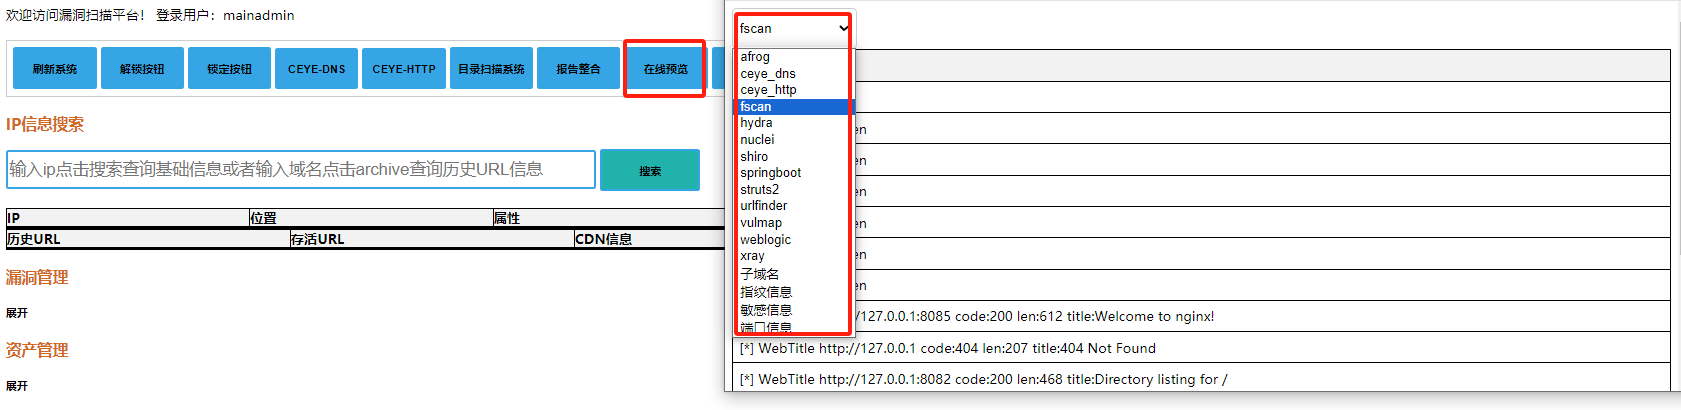 欢迎访问漏洞扫描平台！ 登录用户：mainadmin
刷新系统 解锁按钮 锁定按钮 CEYE-DNS CEYE-HTTP 目录扫描系统 报告整合 在线预览
IP信息搜索
输入ip点击搜索查询基础信息或者输入域名点击archive查询历史URL信息 搜索
IP 位置 属性
历史URL 存活URL CDN信息
漏洞管理
展开
资产管理
展开
fscan
afrog
ceye_dns
ceye_http
fscan
hydra
nuclei
shiro
springboot
struts2
urlfinder
vulmap
weblogic
xray
子域名
指纹信息
敏感信息
端口信息
en
en
en
en
en
en
/127.0.0.1:8085 code:200 len:612 title:Welcome to nginx!
[*] WebTitle http://127.0.0.1 code:404 len:207 title:404 Not Found
[*] WebTitle http://127.0.0.1:8082 code:200 len:468 title:Directory listing for /